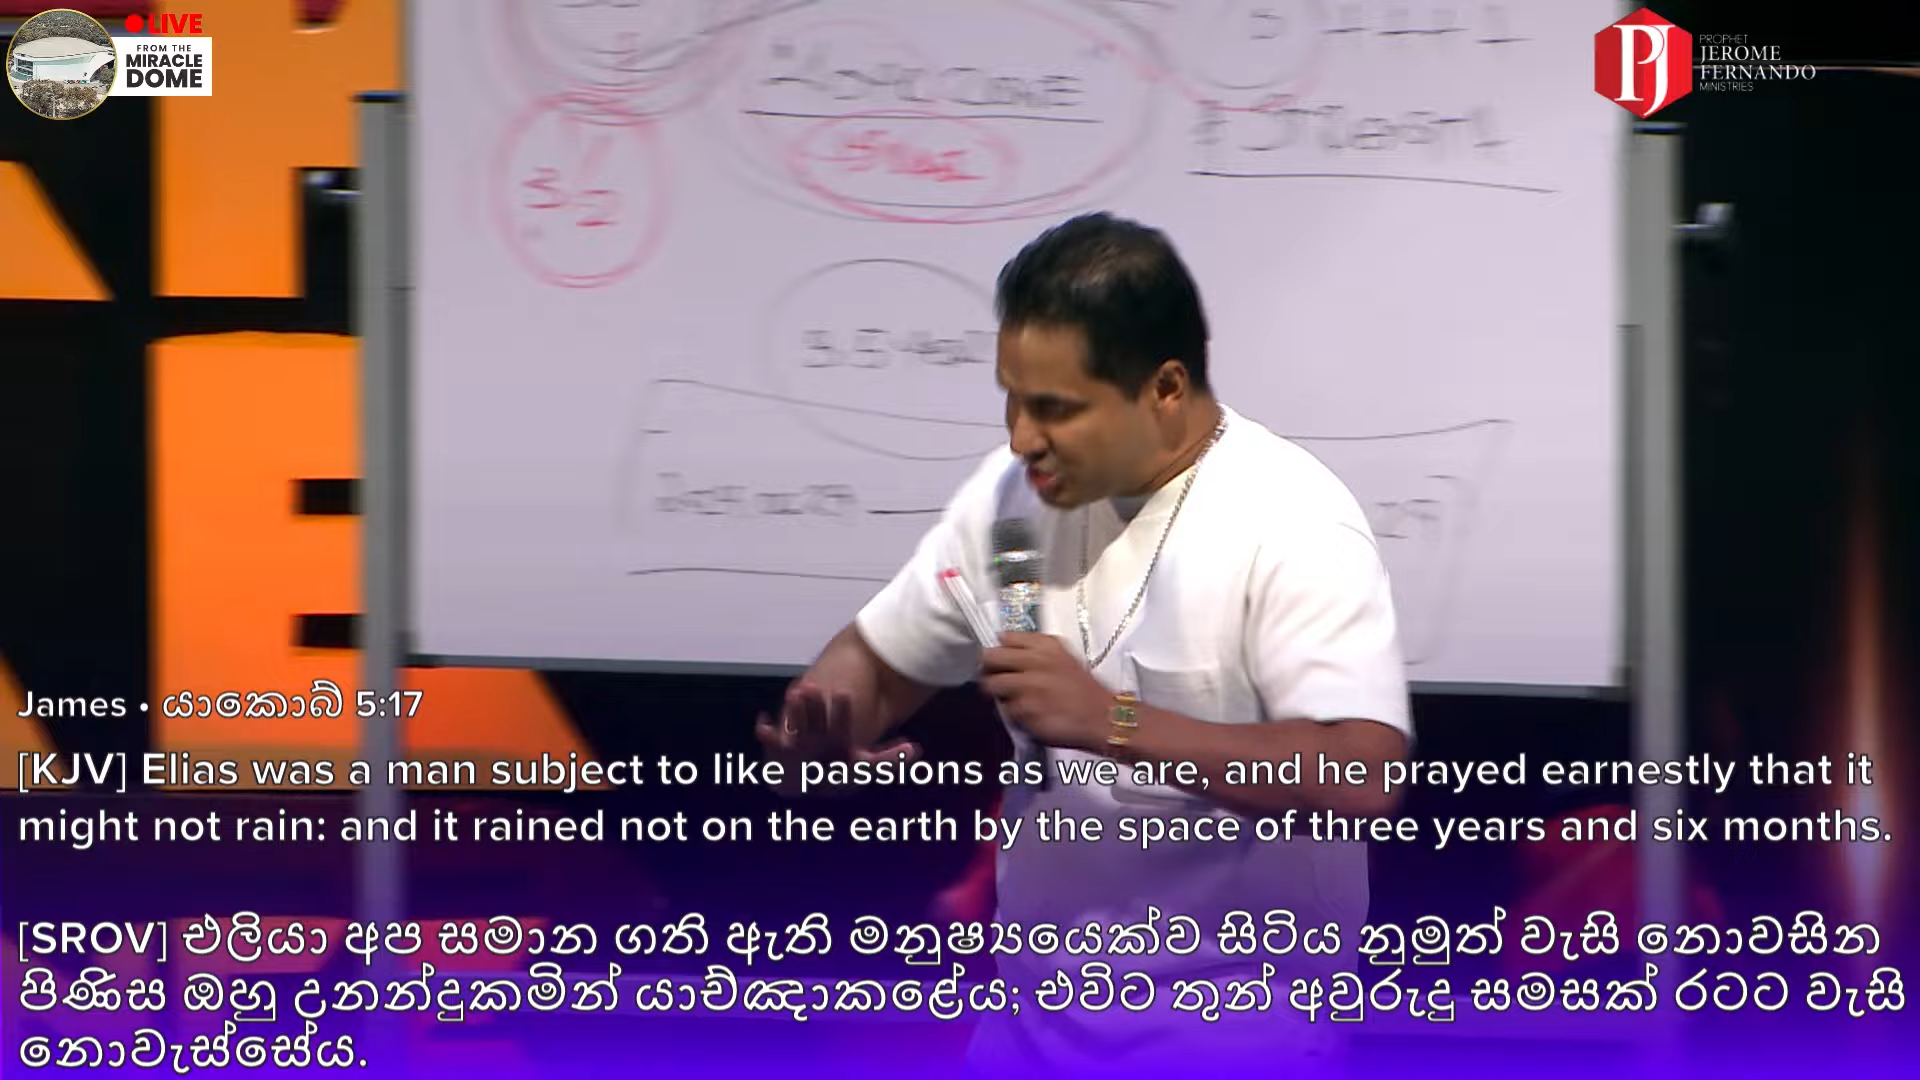 LIVE
FROM THE
MIRACLE
DOME
PROPHET
JEROME
FERNANDO
MINISTRIES
James • යාකොබ් 5:17
[KJV] Elias was a man subject to like passions as we are, and he prayed earnestly that it
might not rain: and it rained not on the earth by the space of three years and six months.
[SROV] එලියා අප සමාන ගති ඇති මනුෂ්‍යයෙක්ව සිටිය නුමුත් වැසි නොවසින
පිණිස ඔහු උනන්දුකමින් යාච්ඤාකළේය; එවිට තුන් අවුරුදු සමසක් රටට වැසි
නොවැස්සේය.